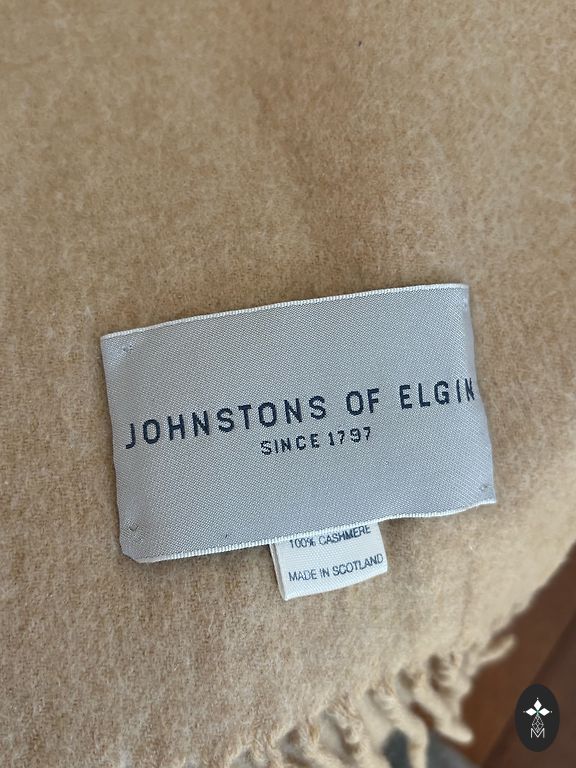 JOHNSTONS OF ELGIN
SINCE 1797
100% CASHMERE
MADE IN SCOTLAND